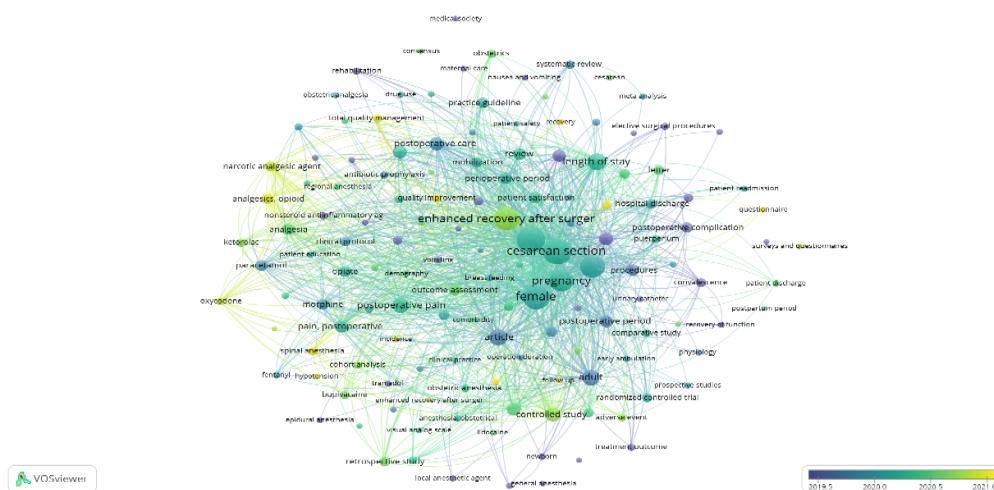 medical society
consensus
obstetrics
rehabilitation
maternal care
systematic review
nausea and vomiting
cesarean
obstetric analgesia
drug use
meta analysis
practice guideline
total quality management
patient safety
recovery
elective surgical procedures
postoperative care
review
length of stay
narcotic analgesic agent
mobilization
letter
antibiotic prophylaxis
perioperative period
regional anesthesia
patient readmission
analgesics, opioid
quality improvement
patient satisfaction
hospital discharge
questionnaire
nonsteroid antiinflammatory ag
enhanced recovery after surger
analgesia
postoperative complication
ketorolac
clinical protocol
puerperium
surveys and questionnaires
patient education
cesarean section
vomiting
paracetamol
opiate
demography
breast feeding
procedures
pregnancy
convalescence
patient discharge
outcome assessment
oxycodone
morphine
postoperative pain
female
urinary catheter
postpartum period
comorbidity
pain, postoperative
postoperative period
recovery of function
incidence
article
comparative study
spinal anesthesia
clinical practice
operation duration
early ambulation
physiology
cohort analysis
fentanyl
hypotension
tramadol
obstetric anesthesia
follow up
adult
prospective studies
bupivacaine
enhanced recovery after surger
randomized controlled trial
epidural anesthesia
anesthesia, obstetrical
controlled study
adverse event
visual analog scale
lidocaine
treatment outcome
retrospective study
newborn
local anesthetic agent
general anesthesia
VOSviewer
2019.5 2020.0 2020.5 2021.0